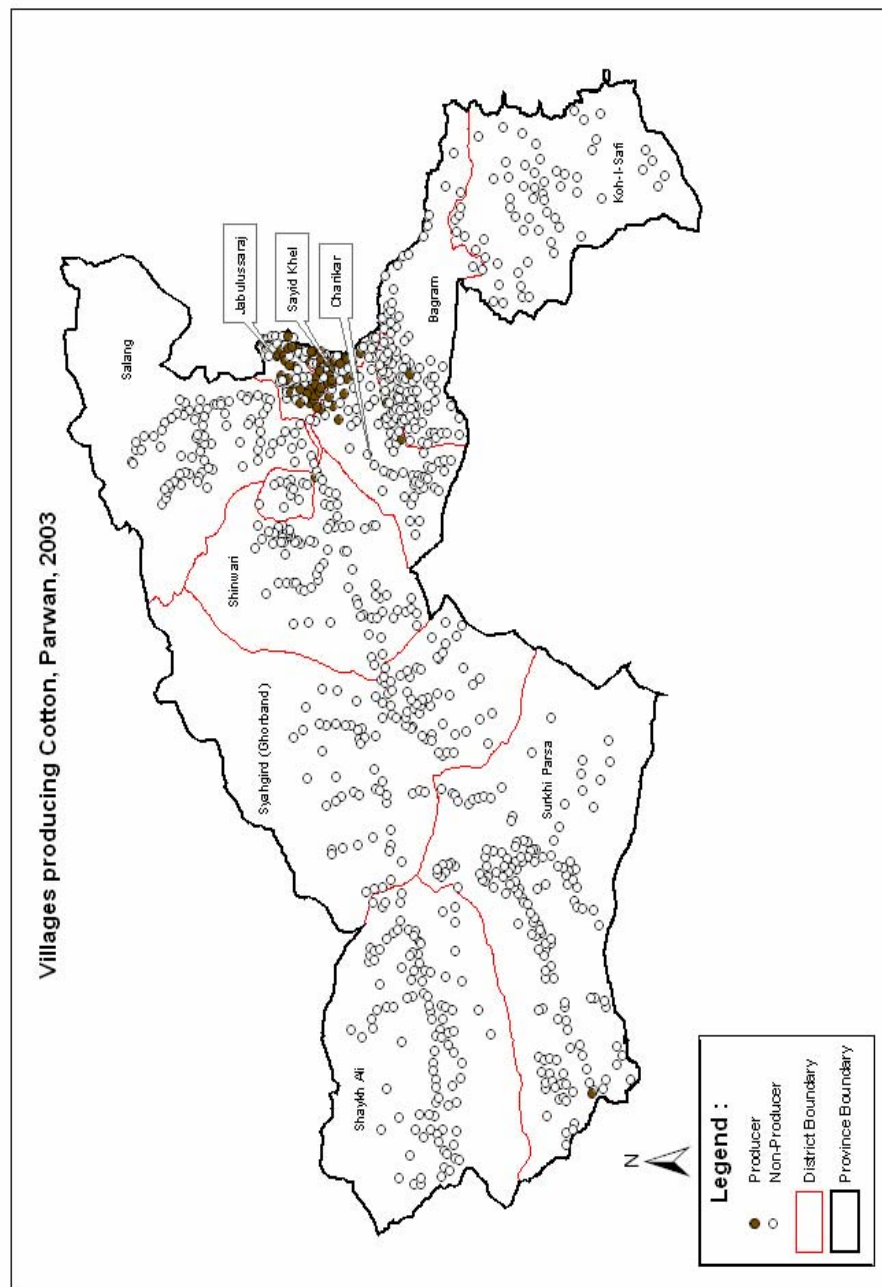 Villages producing Cotton, Parwan, 2003
Salang
Jabulussaraj
Sayid Khel
Charikar
Shinwari
Syahgird (Ghorband)
Bagram
Koh-I-Safi
Shaykh Ali
Surkhi Parsa
N
Legend :
Producer
Non-Producer
District Boundary
Province Boundary